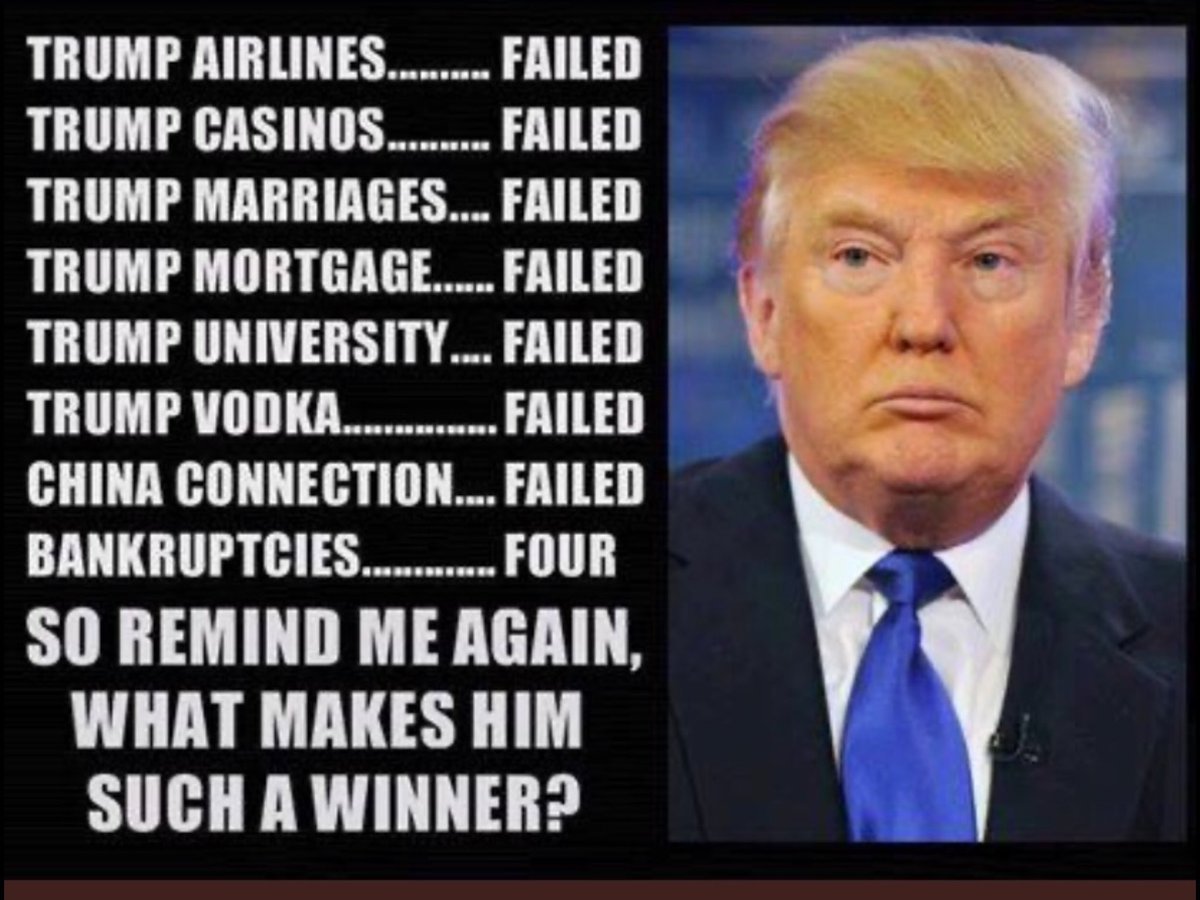 TRUMP AIRLINES.......... FAILED
TRUMP CASINOS.......... FAILED
TRUMP MARRIAGES.... FAILED
TRUMP MORTGAGE...... FAILED
TRUMP UNIVERSITY.... FAILED
TRUMP VODKA............... FAILED
CHINA CONNECTION.... FAILED
BANKRUPTCIES............. FOUR
SO REMIND ME AGAIN,
WHAT MAKES HIM
SUCH A WINNER?